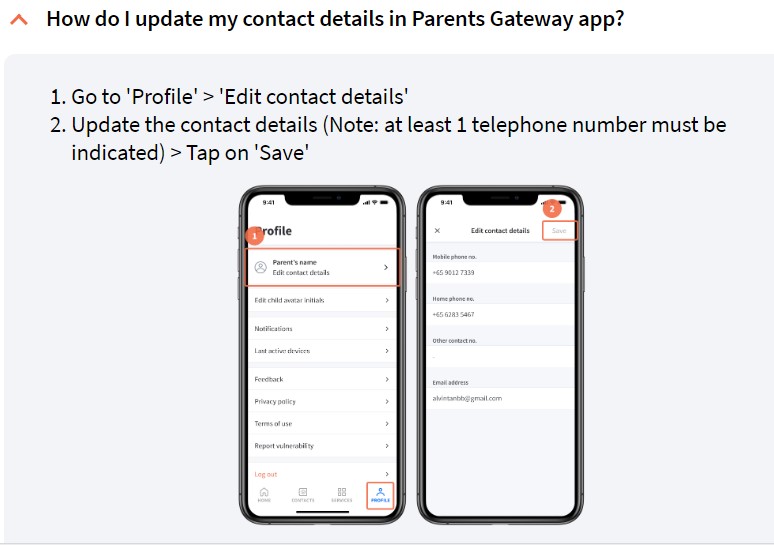 How do I update my contact details in Parents Gateway app?
1. Go to 'Profile' > 'Edit contact details'
2. Update the contact details (Note: at least 1 telephone number must be
indicated) > Tap on 'Save'
9:41
Profile
1
Parent's name
Edit contact details
Edit child avatar initials
Notifications
Last active devices
Feedback
Privacy policy
Terms of use
Report vulnerability
Log out
HOME
CONTACTS
SERVICES
PROFILE
9:41
2
Edit contact details
Save
Mobile phone no.
+65 9012 7339
Home phone no.
+65 6283 5467
Other contact no.
Email address
alvintanbb@gmail.com